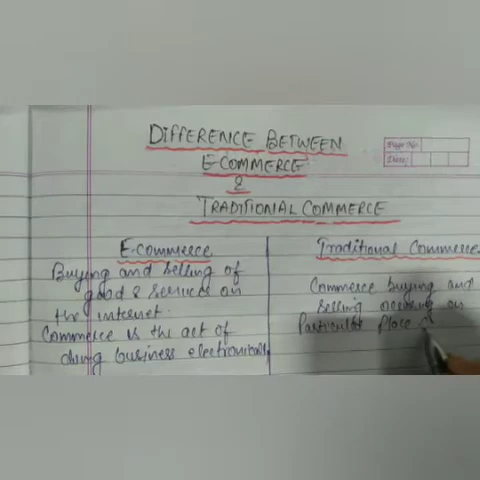 DIFFERENCE BETWEEN
E-COMMERCE
&
TRADITIONAL COMMERCE
Page No:
Date:
E-commerce
Buying and Selling of
good & services on
the internet.
Commerce is the act of
doing business electronically
Traditional Commerce
Commerce buying and
selling on
Particular Place